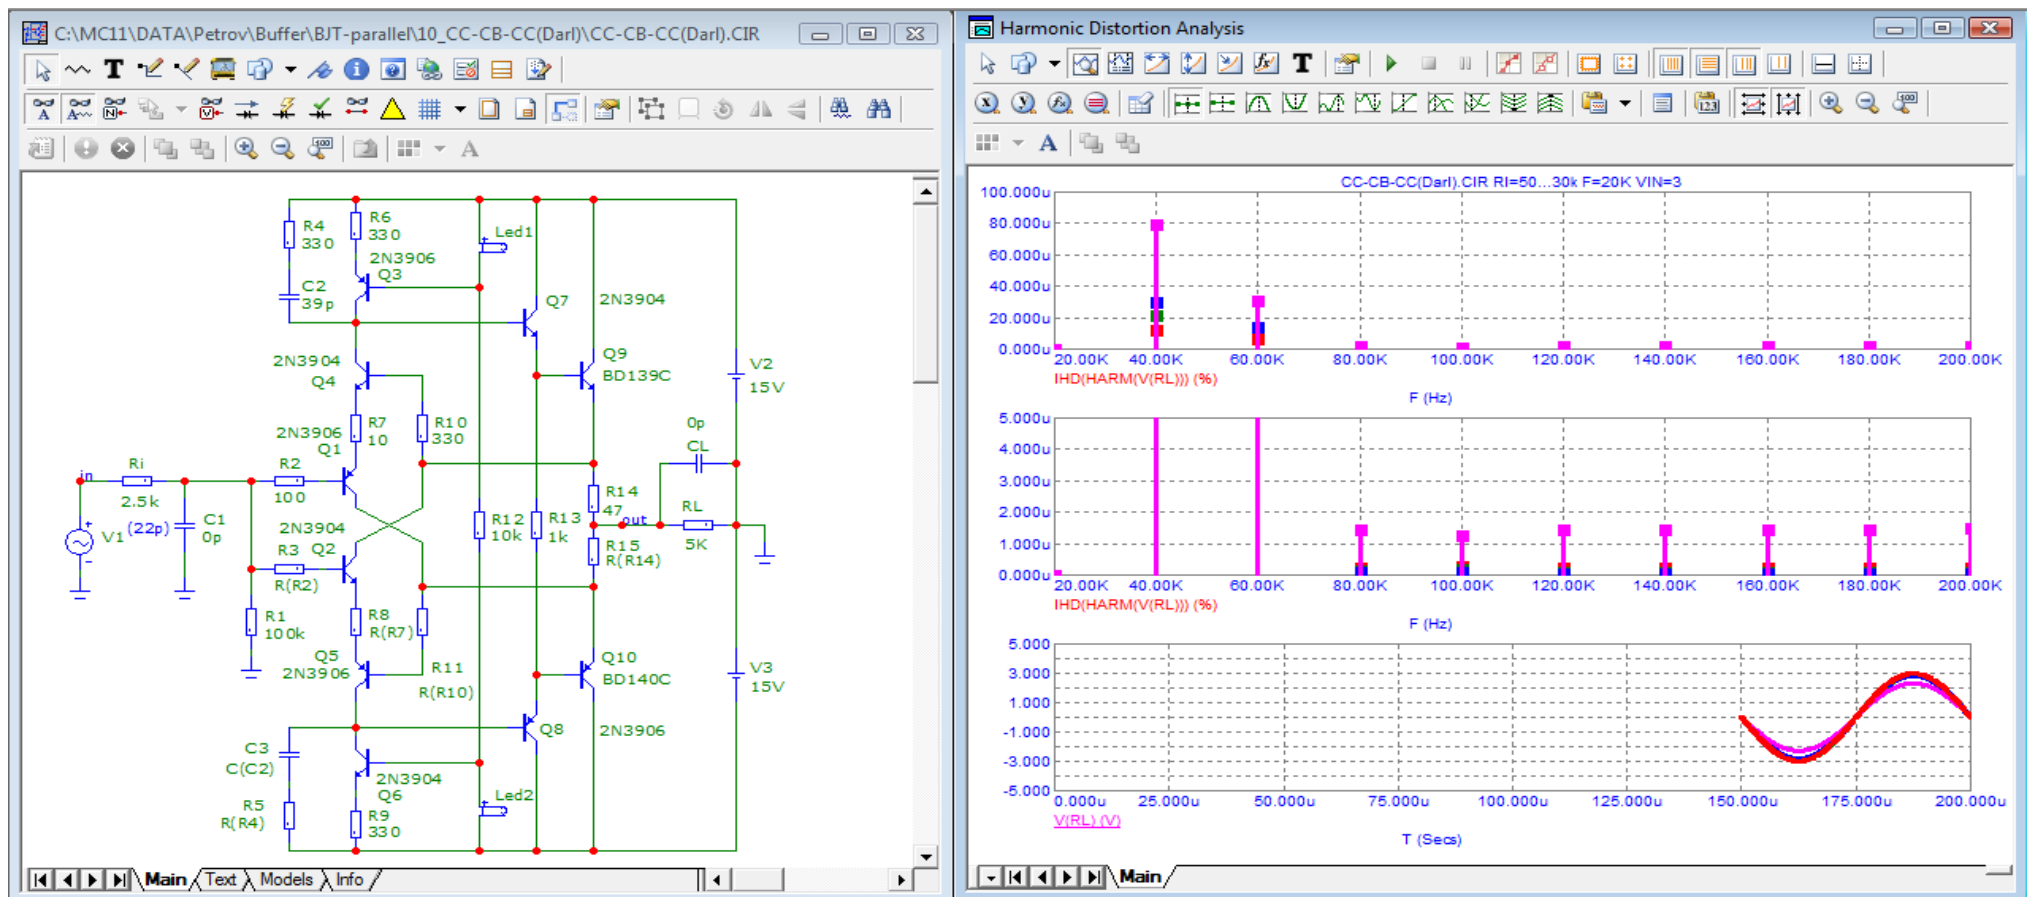 C:\MC11\DATA\Petrov\Buffer\BJT-parallel\10_CC-CB-CC(Darl)\CC-CB-CC(Darl).CIR
R4
330
R6
330
Led1
2N3906
Q3
C2
39p
Q7
2N3904
2N3904
Q4
Q9
BD139C
V2
15V
R7
10
R10
330
2N3906
Q1
0p
CL
in
Ri
2.5k
R2
100
R14
47
out
RL
5K
V1
(22p)
C1
0p
2N3904
Q2
R3
R(R2)
R12
10k
R13
1k
R15
R(R14)
R1
100k
R8
R(R7)
Q5
2N3906
R11
R(R10)
Q10
BD140C
V3
15V
Q8
2N3906
C3
C(C2)
2N3904
Q6
R5
R(R4)
R9
330
Led2
Main
Text
Models
Info
Harmonic Distortion Analysis
CC-CB-CC(Darl).CIR RI=50...30k F=20K VIN=3
100.000u
80.000u
60.000u
40.000u
20.000u
0.000u
20.00K 40.00K 60.00K 80.00K 100.00K 120.00K 140.00K 160.00K 180.00K 200.00K
IHD(HARM(V(RL))) (%)
F (Hz)
5.000u
4.000u
3.000u
2.000u
1.000u
0.000u
20.00K 40.00K 60.00K 80.00K 100.00K 120.00K 140.00K 160.00K 180.00K 200.00K
IHD(HARM(V(RL))) (%)
F (Hz)
5.000
3.000
1.000
-1.000
-3.000
-5.000
0.000u 25.000u 50.000u 75.000u 100.000u 125.000u 150.000u 175.000u 200.000u
V(RL) (V)
T (Secs)
Main